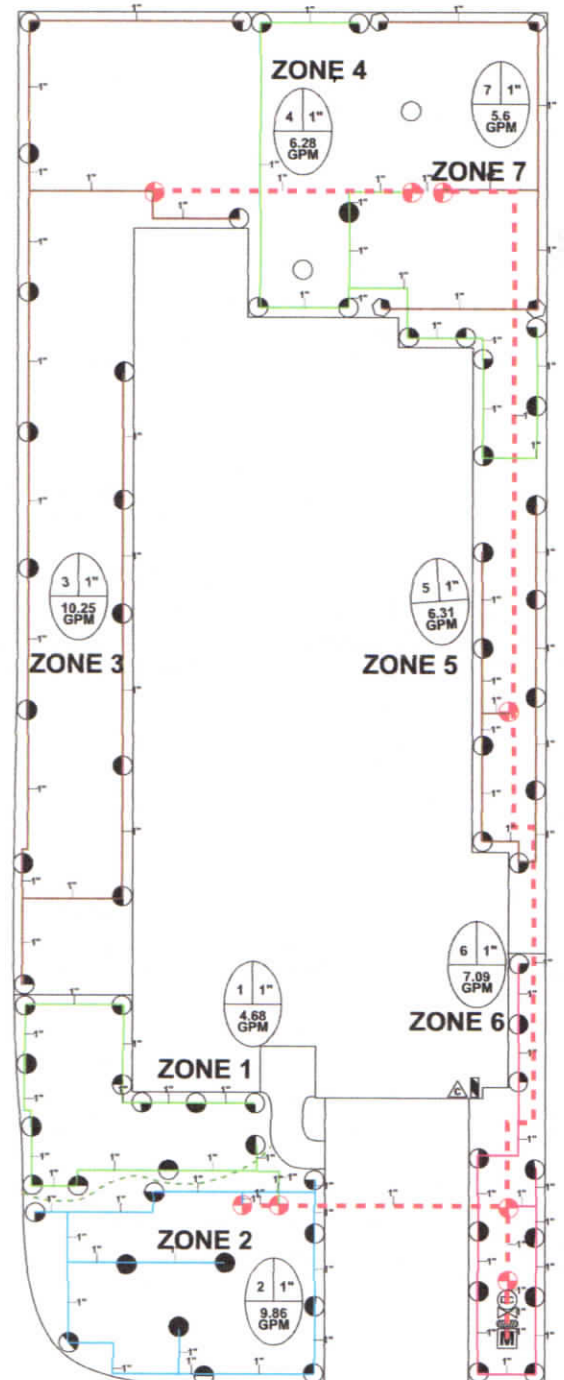 1"
ZONE 4
4 1"
6.28
GPM
7 1"
5.6
GPM
ZONE 7
3 1"
10.25
GPM
ZONE 3
5 1"
6.31
GPM
ZONE 5
6 1"
7.09
GPM
ZONE 6
1 1"
4.68
GPM
ZONE 1
C
ZONE 2
2 1"
9.86
GPM
C
M